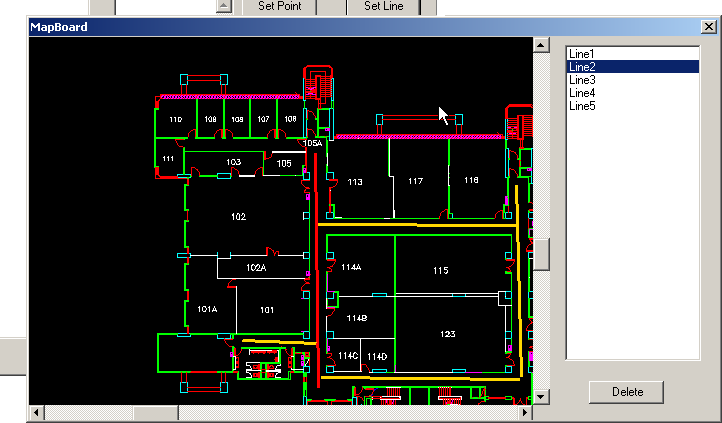 Set Point
Set Line
MapBoard
Line1
Line2
Line3
Line4
Line5
110
109
108
107
106
105A
111
103
105
113
117
116
102
102A
114A
115
101A
101
114B
123
114C
114D
Delete